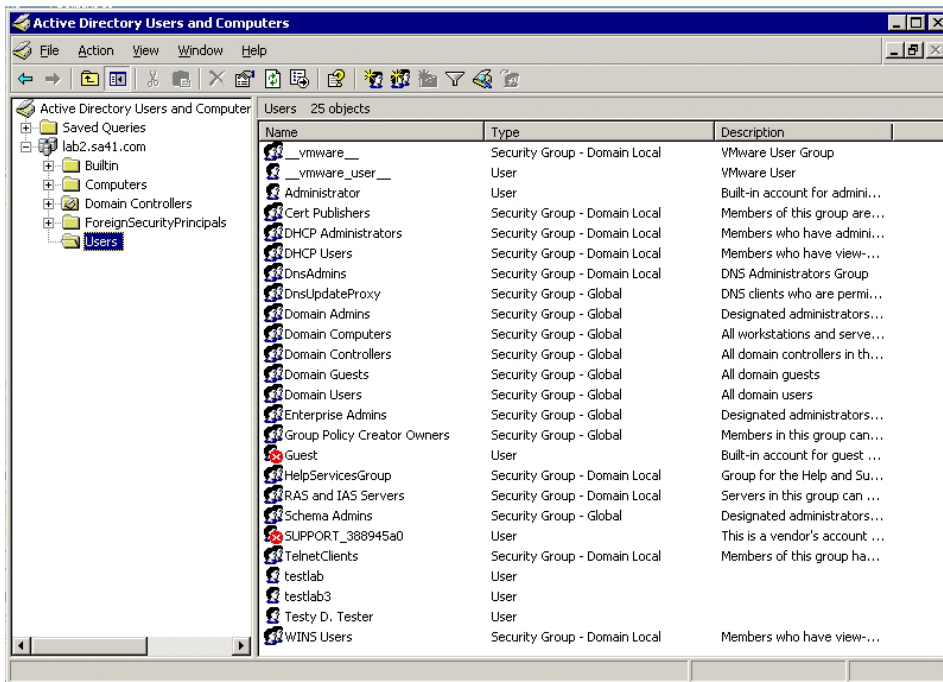 Active Directory Users and Computers
File Action View Window Help
Active Directory Users and Computer
Saved Queries
lab2.sa41.com
Builtin
Computers
Domain Controllers
ForeignSecurityPrincipals
Users
Users 25 objects
Name Type Description
__vmware__ Security Group - Domain Local VMware User Group
__vmware_user__ User VMware User
Administrator User Built-in account for admini...
Cert Publishers Security Group - Domain Local Members of this group are...
DHCP Administrators Security Group - Domain Local Members who have admini...
DHCP Users Security Group - Domain Local Members who have view-...
DnsAdmins Security Group - Domain Local DNS Administrators Group
DnsUpdateProxy Security Group - Global DNS clients who are permi...
Domain Admins Security Group - Global Designated administrators...
Domain Computers Security Group - Global All workstations and serve...
Domain Controllers Security Group - Global All domain controllers in th...
Domain Guests Security Group - Global All domain guests
Domain Users Security Group - Global All domain users
Enterprise Admins Security Group - Global Designated administrators...
Group Policy Creator Owners Security Group - Global Members in this group can...
Guest User Built-in account for guest ...
HelpServicesGroup Security Group - Domain Local Group for the Help and Su...
RAS and IAS Servers Security Group - Domain Local Servers in this group can ...
Schema Admins Security Group - Global Designated administrators...
SUPPORT_388945a0 User This is a vendor's account ...
TelnetClients Security Group - Domain Local Members of this group ha...
testlab User
testlab3 User
Testy D. Tester User
WINS Users Security Group - Domain Local Members who have view-...